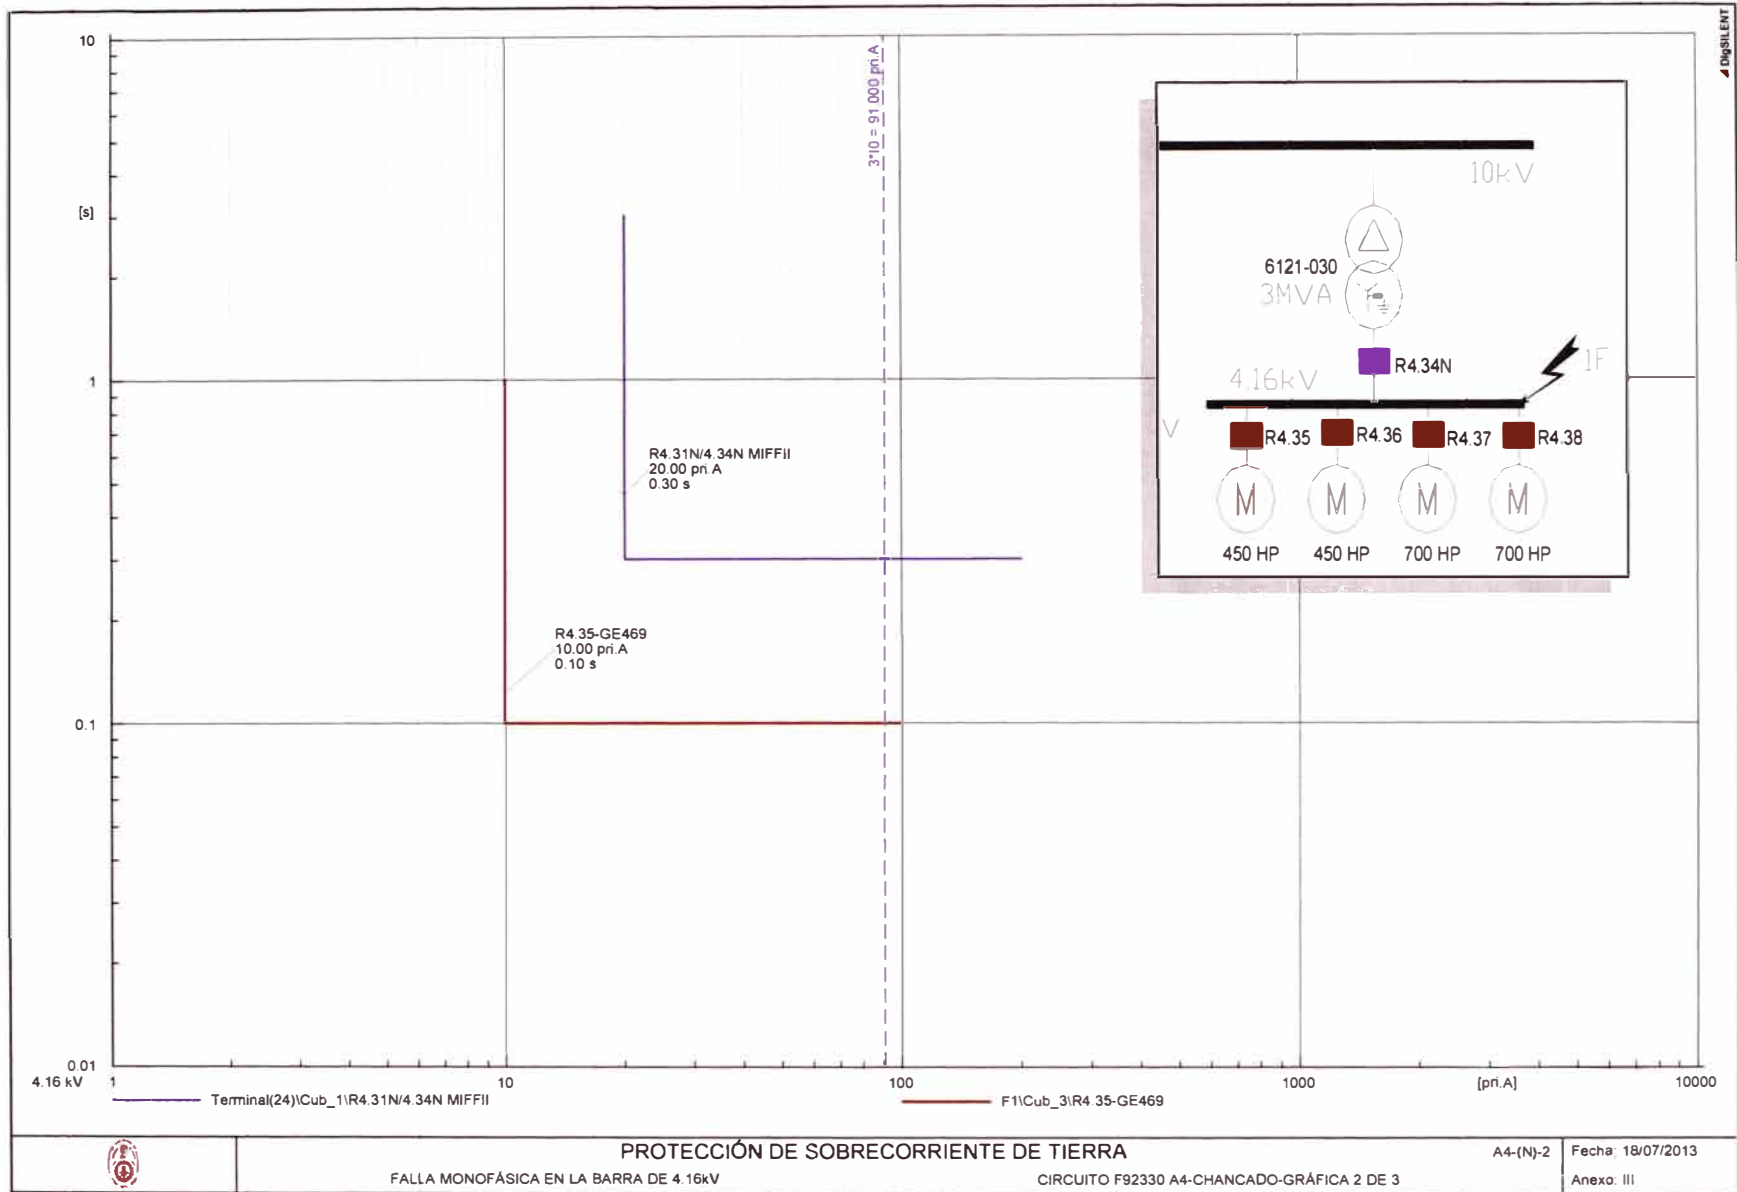 DIgSILENT
10
[s]
1
0.1
0.01
3*I0 = 91 000 pri.A
R4.31N/4.34N MIFFII
20.00 pri.A
0.30 s
R4.35-GE469
10.00 pri.A
0.10 s
10kV
6121-030
3MVA
R4.34N
4.16kV
1F
V
R4.35
R4.36
R4.37
R4.38
M
M
M
M
450 HP
450 HP
700 HP
700 HP
4.16 kV
1
10
100
1000
[pri.A]
10000
Terminal(24)\Cub_1\R4.31N/4.34N MIFFII
F1\Cub_3\R4.35-GE469
PROTECCIÓN DE SOBRECORRIENTE DE TIERRA
FALLA MONOFÁSICA EN LA BARRA DE 4.16kV
CIRCUITO F92330 A4-CHANCADO-GRÁFICA 2 DE 3
A4-(N)-2
Fecha: 18/07/2013
Anexo: III